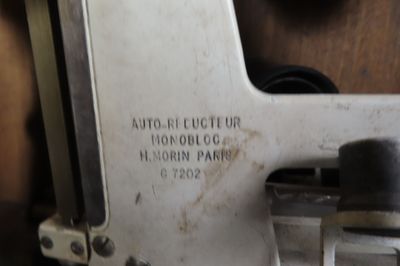 AUTO-REDUCTEUR
MONOBLOC
H. MORIN PARIS
G 7202